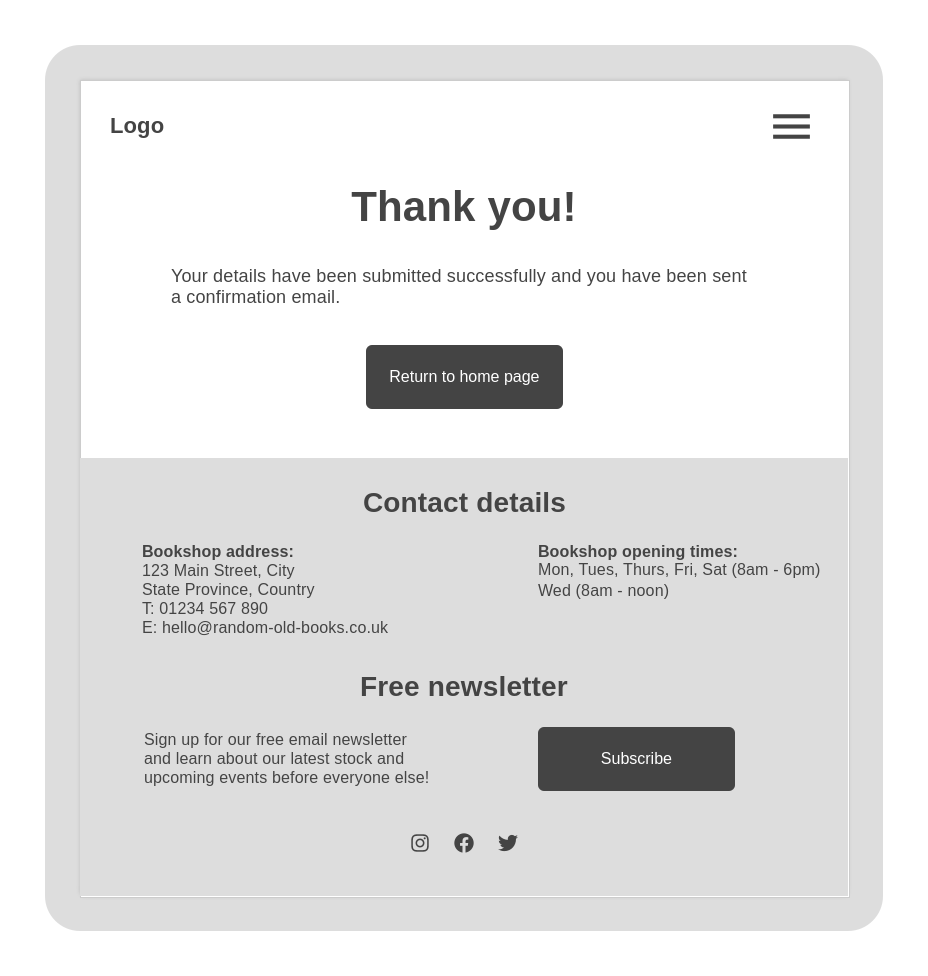 Logo
Thank you!
Your details have been submitted successfully and you have been sent
a confirmation email.
Return to home page
Contact details
Bookshop address:
123 Main Street, City
State Province, Country
T: 01234 567 890
E: hello@random-old-books.co.uk
Bookshop opening times:
Mon, Tues, Thurs, Fri, Sat (8am - 6pm)
Wed (8am - noon)
Free newsletter
Sign up for our free email newsletter
and learn about our latest stock and
upcoming events before everyone else!
Subscribe